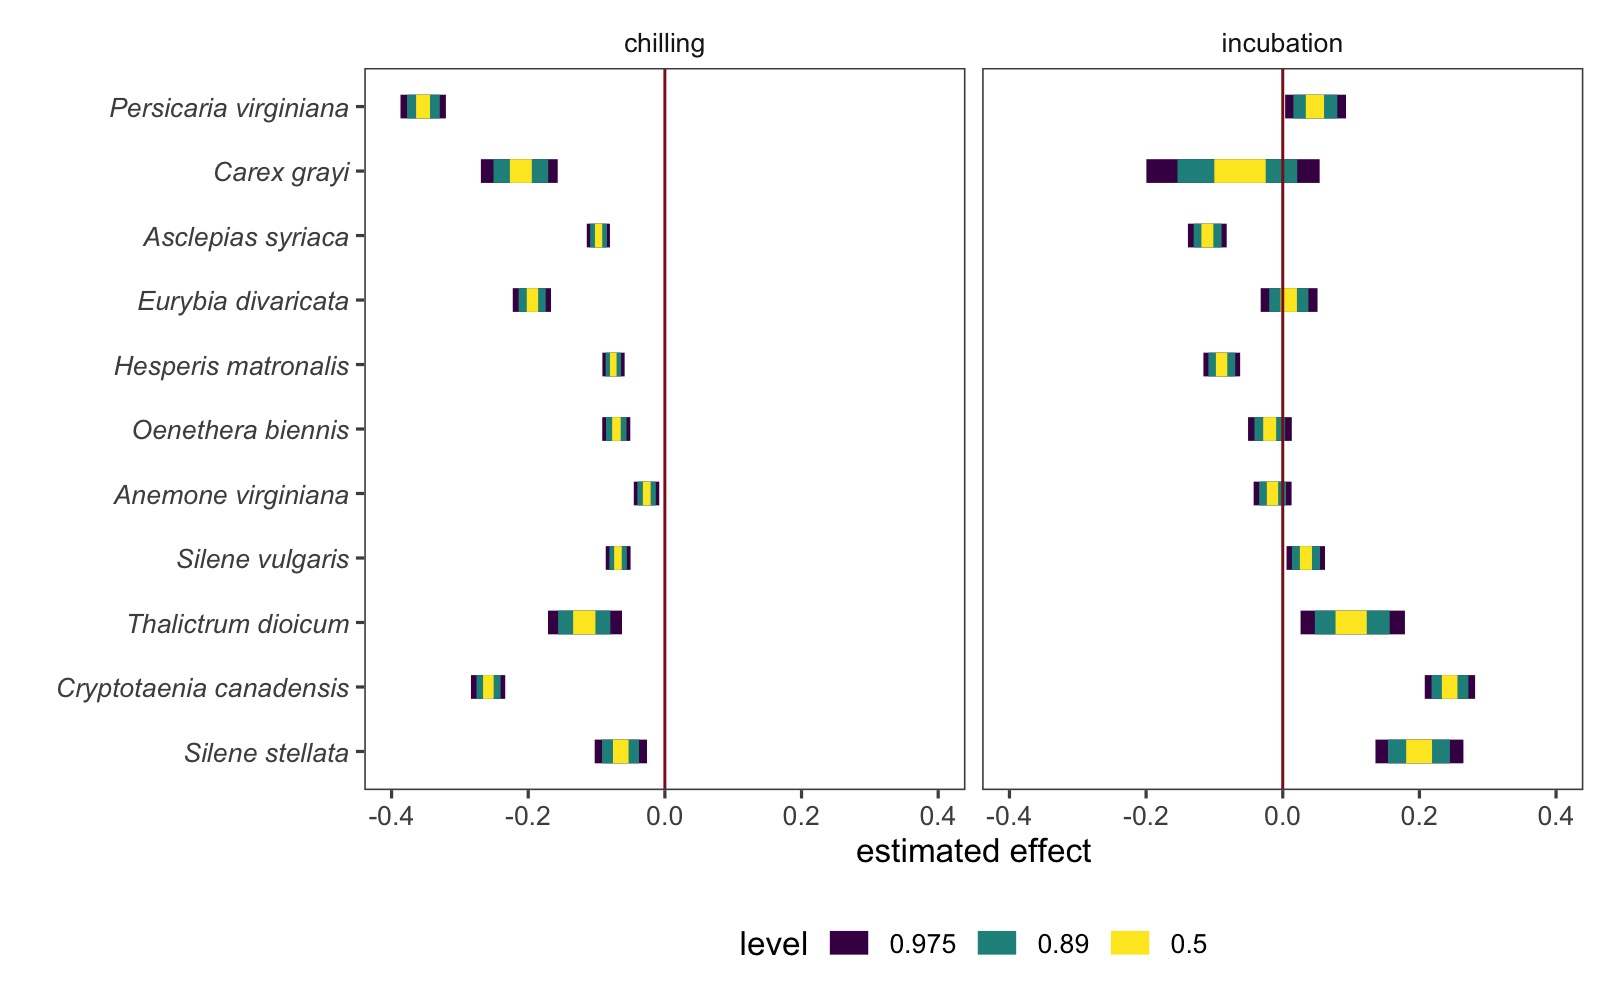 chilling
incubation
Persicaria virginiana
Carex grayi
Asclepias syriaca
Eurybia divaricata
Hesperis matronalis
Oenethera biennis
Anemone virginiana
Silene vulgaris
Thalictrum dioicum
Cryptotaenia canadensis
Silene stellata
-0.4 -0.2 0.0 0.2 0.4 -0.4 -0.2 0.0 0.2 0.4
estimated effect
level 0.975 0.89 0.5